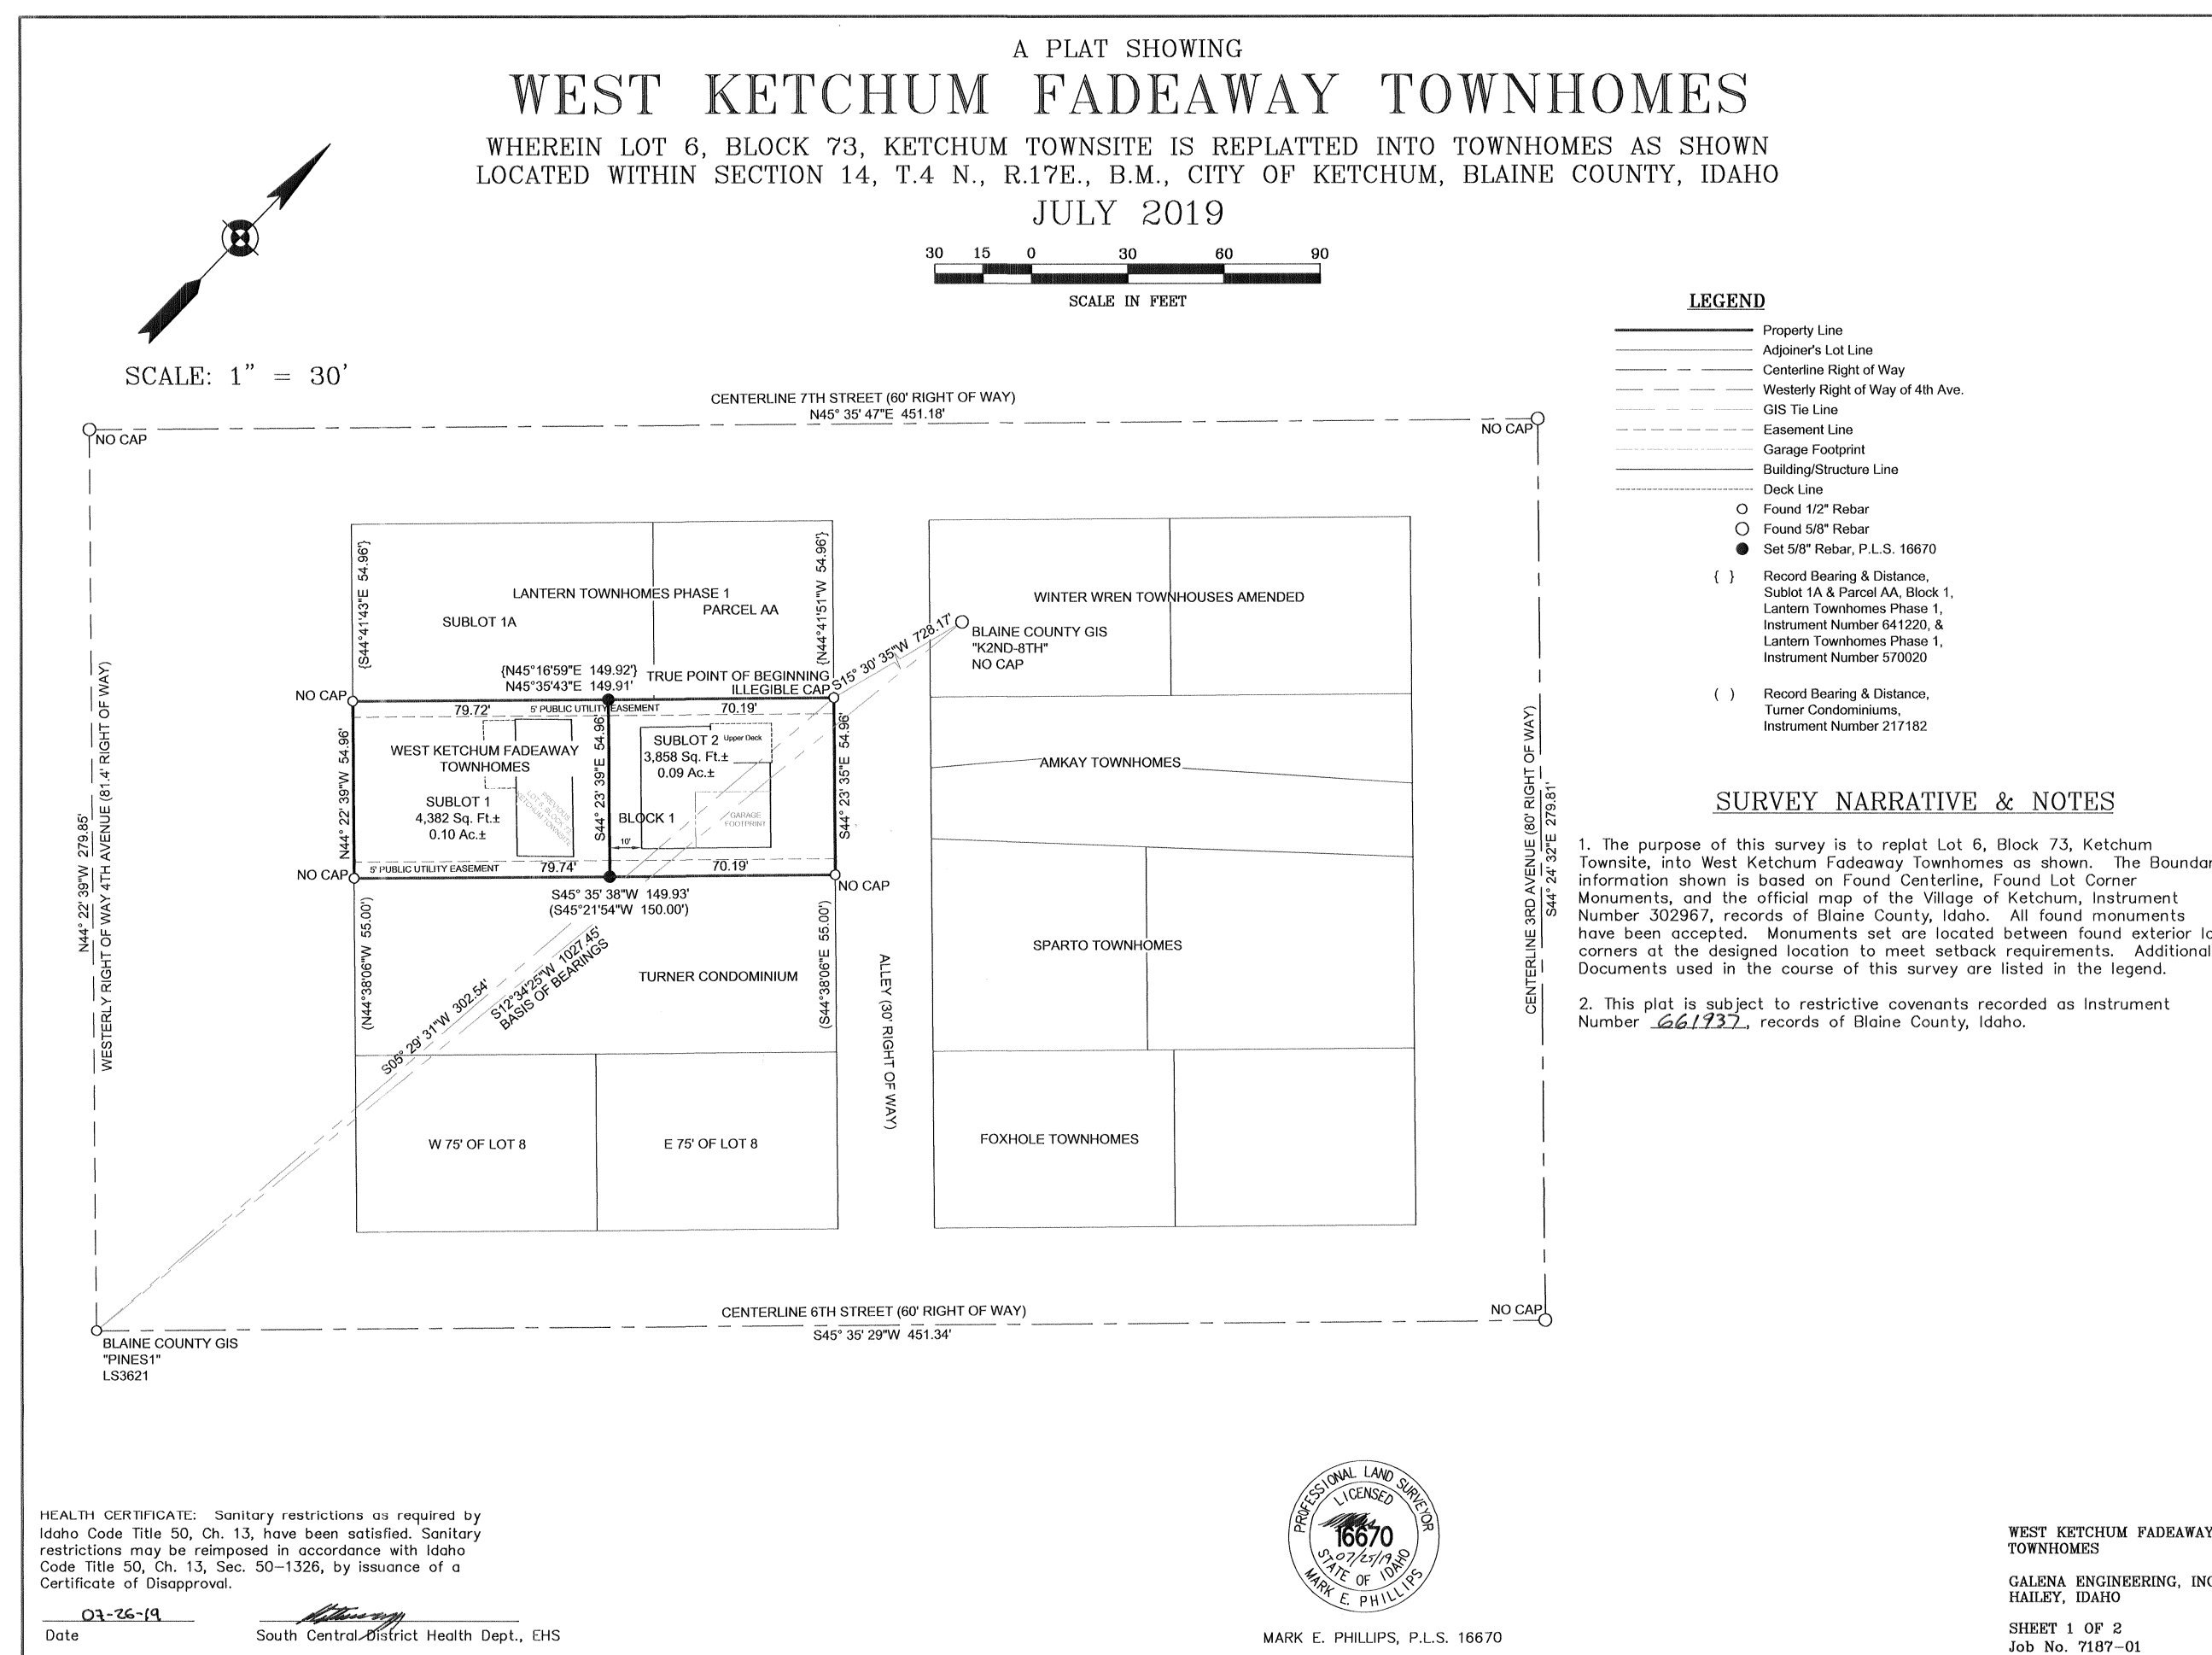 A PLAT SHOWING
WEST KETCHUM FADEAWAY TOWNHOMES
WHEREIN LOT 6, BLOCK 73, KETCHUM TOWNSITE IS REPLATTED INTO TOWNHOMES AS SHOWN
LOCATED WITHIN SECTION 14, T.4 N., R.17E., B.M., CITY OF KETCHUM, BLAINE COUNTY, IDAHO
JULY 2019
30 15 0 30 60 90
SCALE IN FEET
SCALE: 1" = 30'
LEGEND
Property Line
Adjoiner's Lot Line
Centerline Right of Way
Westerly Right of Way of 4th Ave.
GIS Tie Line
Easement Line
Garage Footprint
Building/Structure Line
Deck Line
Found 1/2" Rebar
Found 5/8" Rebar
Set 5/8" Rebar, P.L.S. 16670
{ } Record Bearing & Distance,
Sublot 1A & Parcel AA, Block 1,
Lantern Townhomes Phase 1,
Instrument Number 641220, &
Lantern Townhomes Phase 1,
Instrument Number 570020
( ) Record Bearing & Distance,
Turner Condominiums,
Instrument Number 217182
CENTERLINE 7TH STREET (60' RIGHT OF WAY)
N45° 35' 47"E 451.18'
NO CAP
NO CAP
{S44°41'43"E 54.96'}
{N44°41'51"W 54.96'}
LANTERN TOWNHOMES PHASE 1
PARCEL AA
SUBLOT 1A
WINTER WREN TOWNHOUSES AMENDED
S15° 30' 35"W 728.17'
BLAINE COUNTY GIS
"K2ND-8TH"
NO CAP
{N45°16'59"E 149.92'}
N45°35'43"E 149.91'
TRUE POINT OF BEGINNING
ILLEGIBLE CAP
NO CAP
79.72'
5' PUBLIC UTILITY EASEMENT
70.19'
WEST KETCHUM FADEAWAY
TOWNHOMES
SUBLOT 1
4,382 Sq. Ft.±
0.10 Ac.±
PREVIOUS
LOT 6, BLOCK 73
KETCHUM TOWNSITE
SUBLOT 2
Upper Deck
3,858 Sq. Ft.±
0.09 Ac.±
BLOCK 1
GARAGE
FOOTPRINT
10'
N44° 22' 39"W 54.96'
S44° 23' 39"E 54.96'
S44° 23' 35"E 54.96'
AMKAY TOWNHOMES
5' PUBLIC UTILITY EASEMENT
79.74'
70.19'
NO CAP
NO CAP
S45° 35' 38"W 149.93'
(S45°21'54"W 150.00')
(N44°38'06"W 55.00')
(S44°38'06"E 55.00')
S05° 29' 31"W 302.54'
S12°34'25"W 1027.45'
BASIS OF BEARINGS
TURNER CONDOMINIUM
SPARTO TOWNHOMES
ALLEY (30' RIGHT OF WAY)
W 75' OF LOT 8
E 75' OF LOT 8
FOXHOLE TOWNHOMES
N44° 22' 39"W 279.85'
WESTERLY RIGHT OF WAY 4TH AVENUE (81.4' RIGHT OF WAY)
CENTERLINE 3RD AVENUE (80' RIGHT OF WAY)
S44° 24' 32"E 279.81'
CENTERLINE 6TH STREET (60' RIGHT OF WAY)
S45° 35' 29"W 451.34'
NO CAP
BLAINE COUNTY GIS
"PINES1"
LS3621
SURVEY NARRATIVE & NOTES
1. The purpose of this survey is to replat Lot 6, Block 73, Ketchum
Townsite, into West Ketchum Fadeaway Townhomes as shown. The Boundar
information shown is based on Found Centerline, Found Lot Corner
Monuments, and the official map of the Village of Ketchum, Instrument
Number 302967, records of Blaine County, Idaho. All found monuments
have been accepted. Monuments set are located between found exterior lo
corners at the designed location to meet setback requirements. Additional
Documents used in the course of this survey are listed in the legend.
2. This plat is subject to restrictive covenants recorded as Instrument
Number 661937, records of Blaine County, Idaho.
HEALTH CERTIFICATE: Sanitary restrictions as required by
Idaho Code Title 50, Ch. 13, have been satisfied. Sanitary
restrictions may be reimposed in accordance with Idaho
Code Title 50, Ch. 13, Sec. 50-1326, by issuance of a
Certificate of Disapproval.
07-26-19
Date
South Central District Health Dept., EHS
PROFESSIONAL LAND SURVEYOR
LICENSED
16670
07/25/19
STATE OF IDAHO
MARK E. PHILLIPS
MARK E. PHILLIPS, P.L.S. 16670
WEST KETCHUM FADEAWAY
TOWNHOMES
GALENA ENGINEERING, INC
HAILEY, IDAHO
SHEET 1 OF 2
Job No. 7187-01